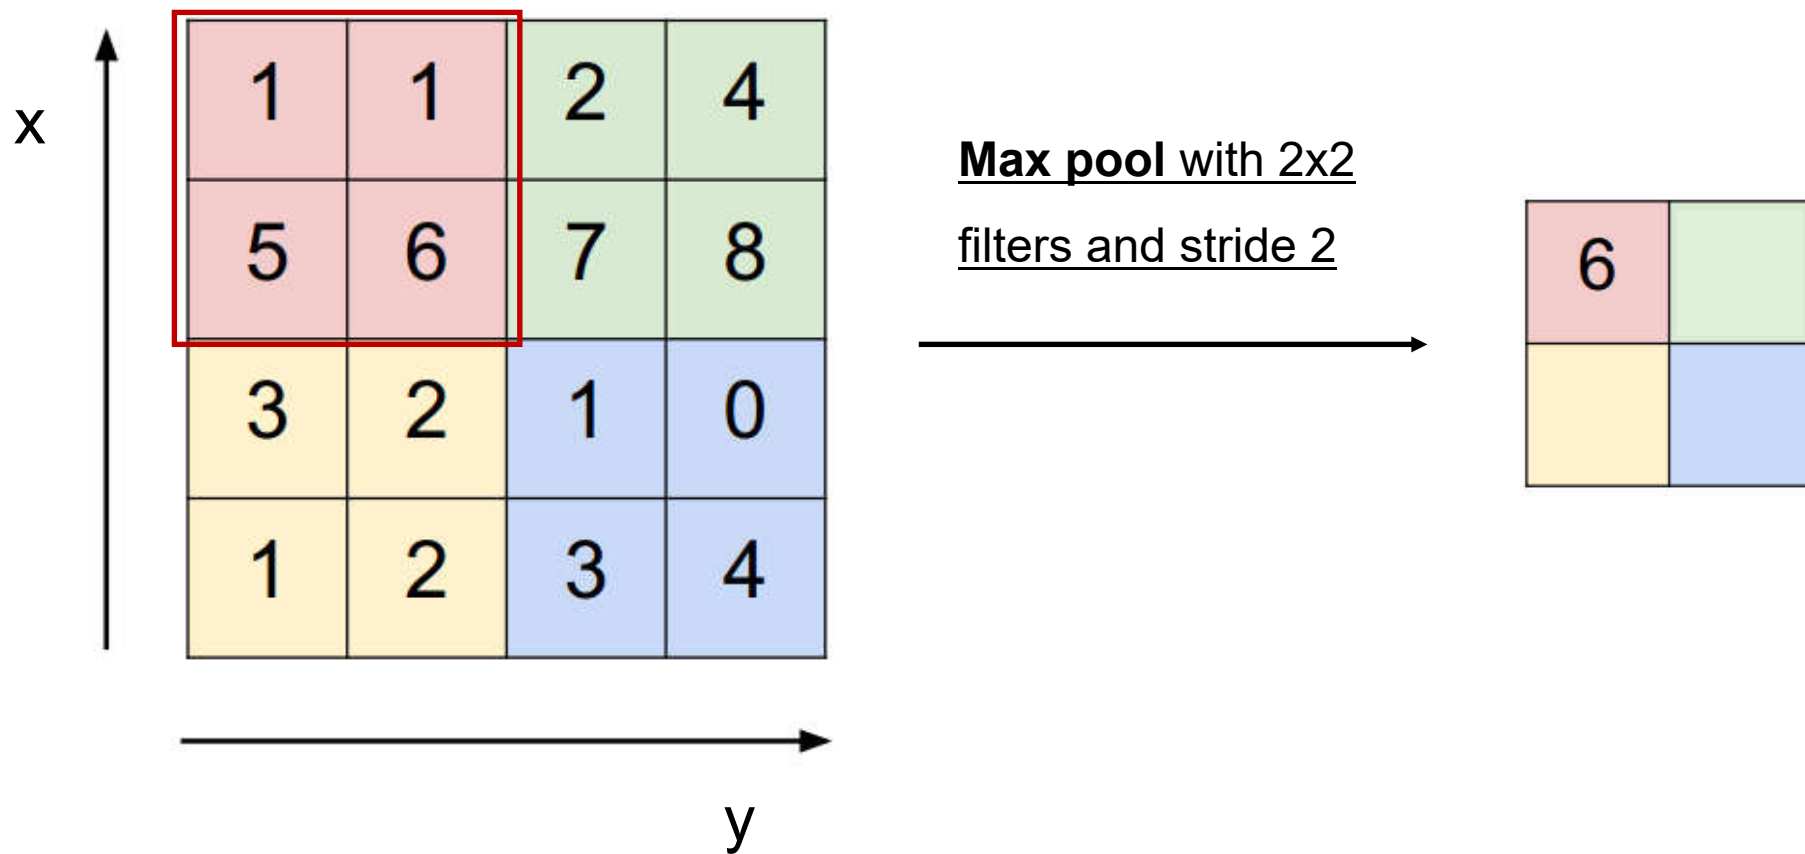 x
1 1 2 4
5 6 7 8
3 2 1 0
1 2 3 4
y
Max pool with 2x2
filters and stride 2
6